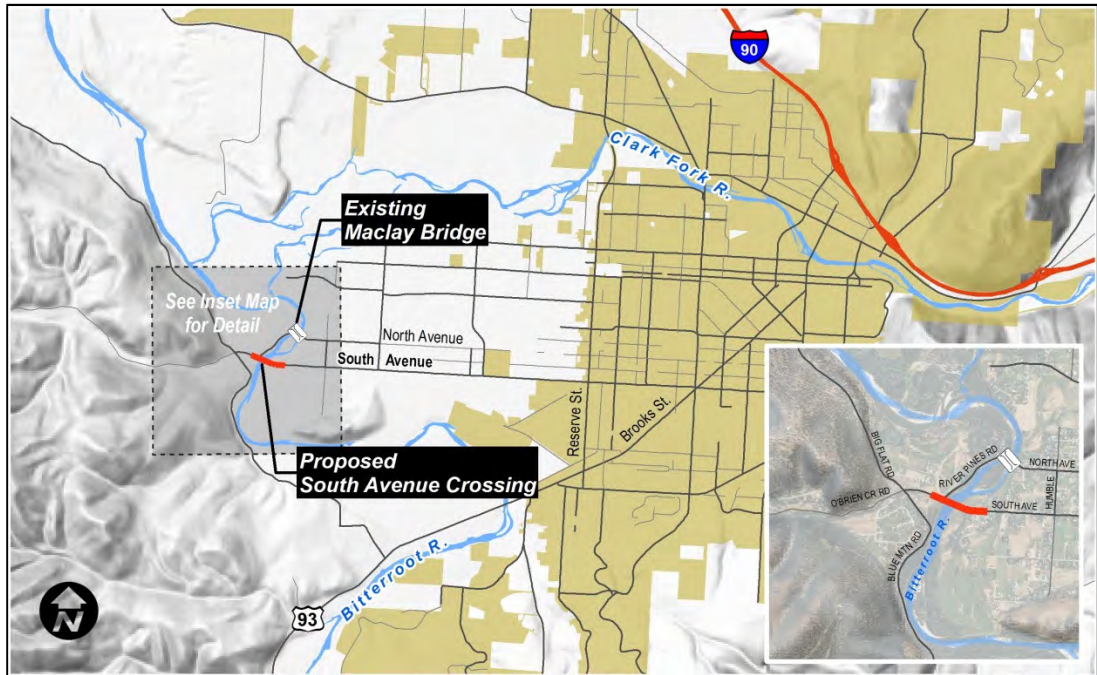 90
Clark Fork R.
Existing
Maclay Bridge
See Inset Map
for Detail
North Avenue
South Avenue
Reserve St.
Brooks St.
Proposed
South Avenue Crossing
Bitterroot R.
93
N
BIG FLAT RD
RIVER PINES RD
NORTH AVE
O'BRIEN CR RD
SOUTH AVE
HUMBLE
BLUE MTN RD
Bitterroot R.